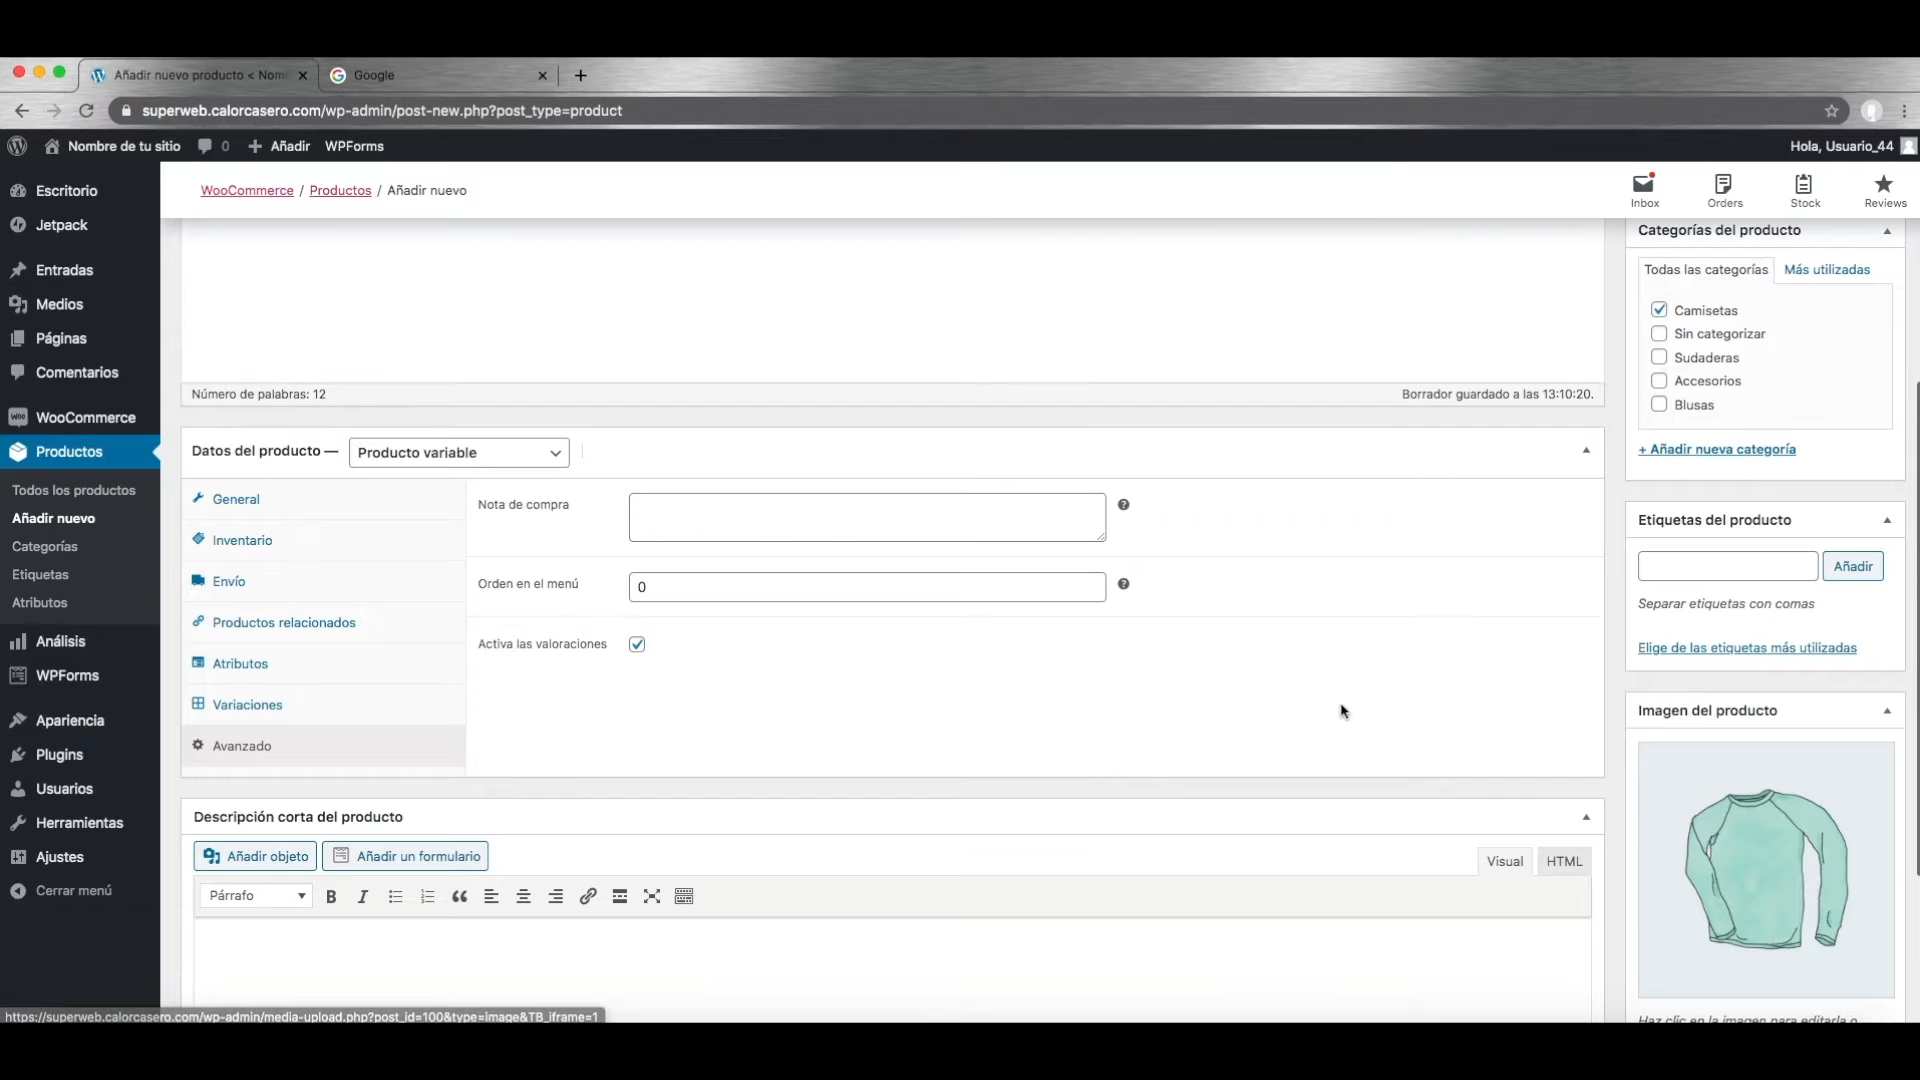 Añadir nuevo producto < Nom
Google
superweb.calorcasero.com/wp-admin/post-new.php?post_type=product
Nombre de tu sitio
0
Añadir
WPForms
Hola, Usuario_44
Escritorio
Jetpack
Entradas
Medios
Páginas
Comentarios
WooCommerce
Productos
Todos los productos
Añadir nuevo
Categorías
Etiquetas
Atributos
Análisis
WPForms
Apariencia
Plugins
Usuarios
Herramientas
Ajustes
Cerrar menú
WooCommerce / Productos / Añadir nuevo
Inbox
Orders
Stock
Reviews
Número de palabras: 12
Borrador guardado a las 13:10:20.
Datos del producto —
Producto variable
General
Inventario
Envío
Productos relacionados
Atributos
Variaciones
Avanzado
Nota de compra
Orden en el menú
0
Activa las valoraciones
Descripción corta del producto
Añadir objeto
Añadir un formulario
Visual
HTML
Párrafo
B
I
Categorías del producto
Todas las categorías
Más utilizadas
Camisetas
Sin categorizar
Sudaderas
Accesorios
Blusas
+ Añadir nueva categoría
Etiquetas del producto
Añadir
Separar etiquetas con comas
Elige de las etiquetas más utilizadas
Imagen del producto
Haz clic en la imagen para editarla o
https://superweb.calorcasero.com/wp-admin/media-upload.php?post_id=100&type=image&TB_iframe=1